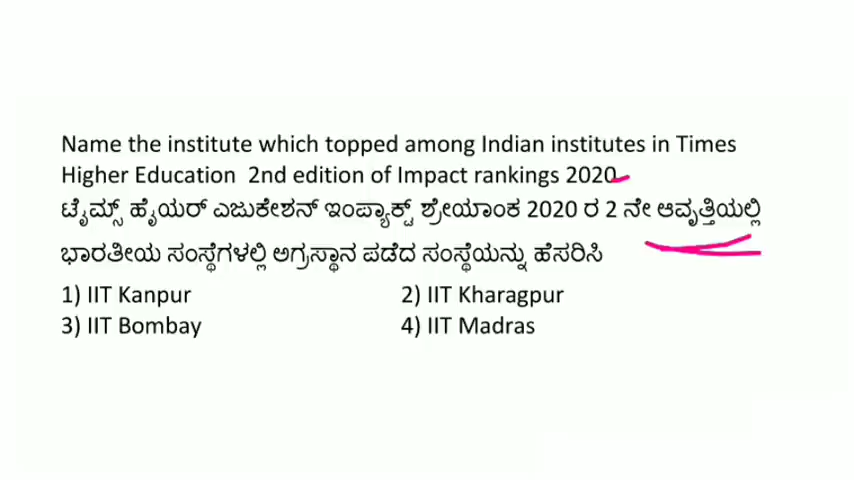 Name the institute which topped among Indian institutes in Times
Higher Education 2nd edition of Impact rankings 2020
ಟೈಮ್ಸ್ ಹೈಯರ್ ಎಜುಕೇಶನ್ ಇಂಪ್ಯಾಕ್ಟ್ ಶ್ರೇಯಾಂಕ 2020 ರ 2 ನೇ ಆವೃತ್ತಿಯಲ್ಲಿ
ಭಾರತೀಯ ಸಂಸ್ಥೆಗಳಲ್ಲಿ ಅಗ್ರಸ್ಥಾನ ಪಡೆದ ಸಂಸ್ಥೆಯನ್ನು ಹೆಸರಿಸಿ
1) IIT Kanpur 2) IIT Kharagpur
3) IIT Bombay 4) IIT Madras